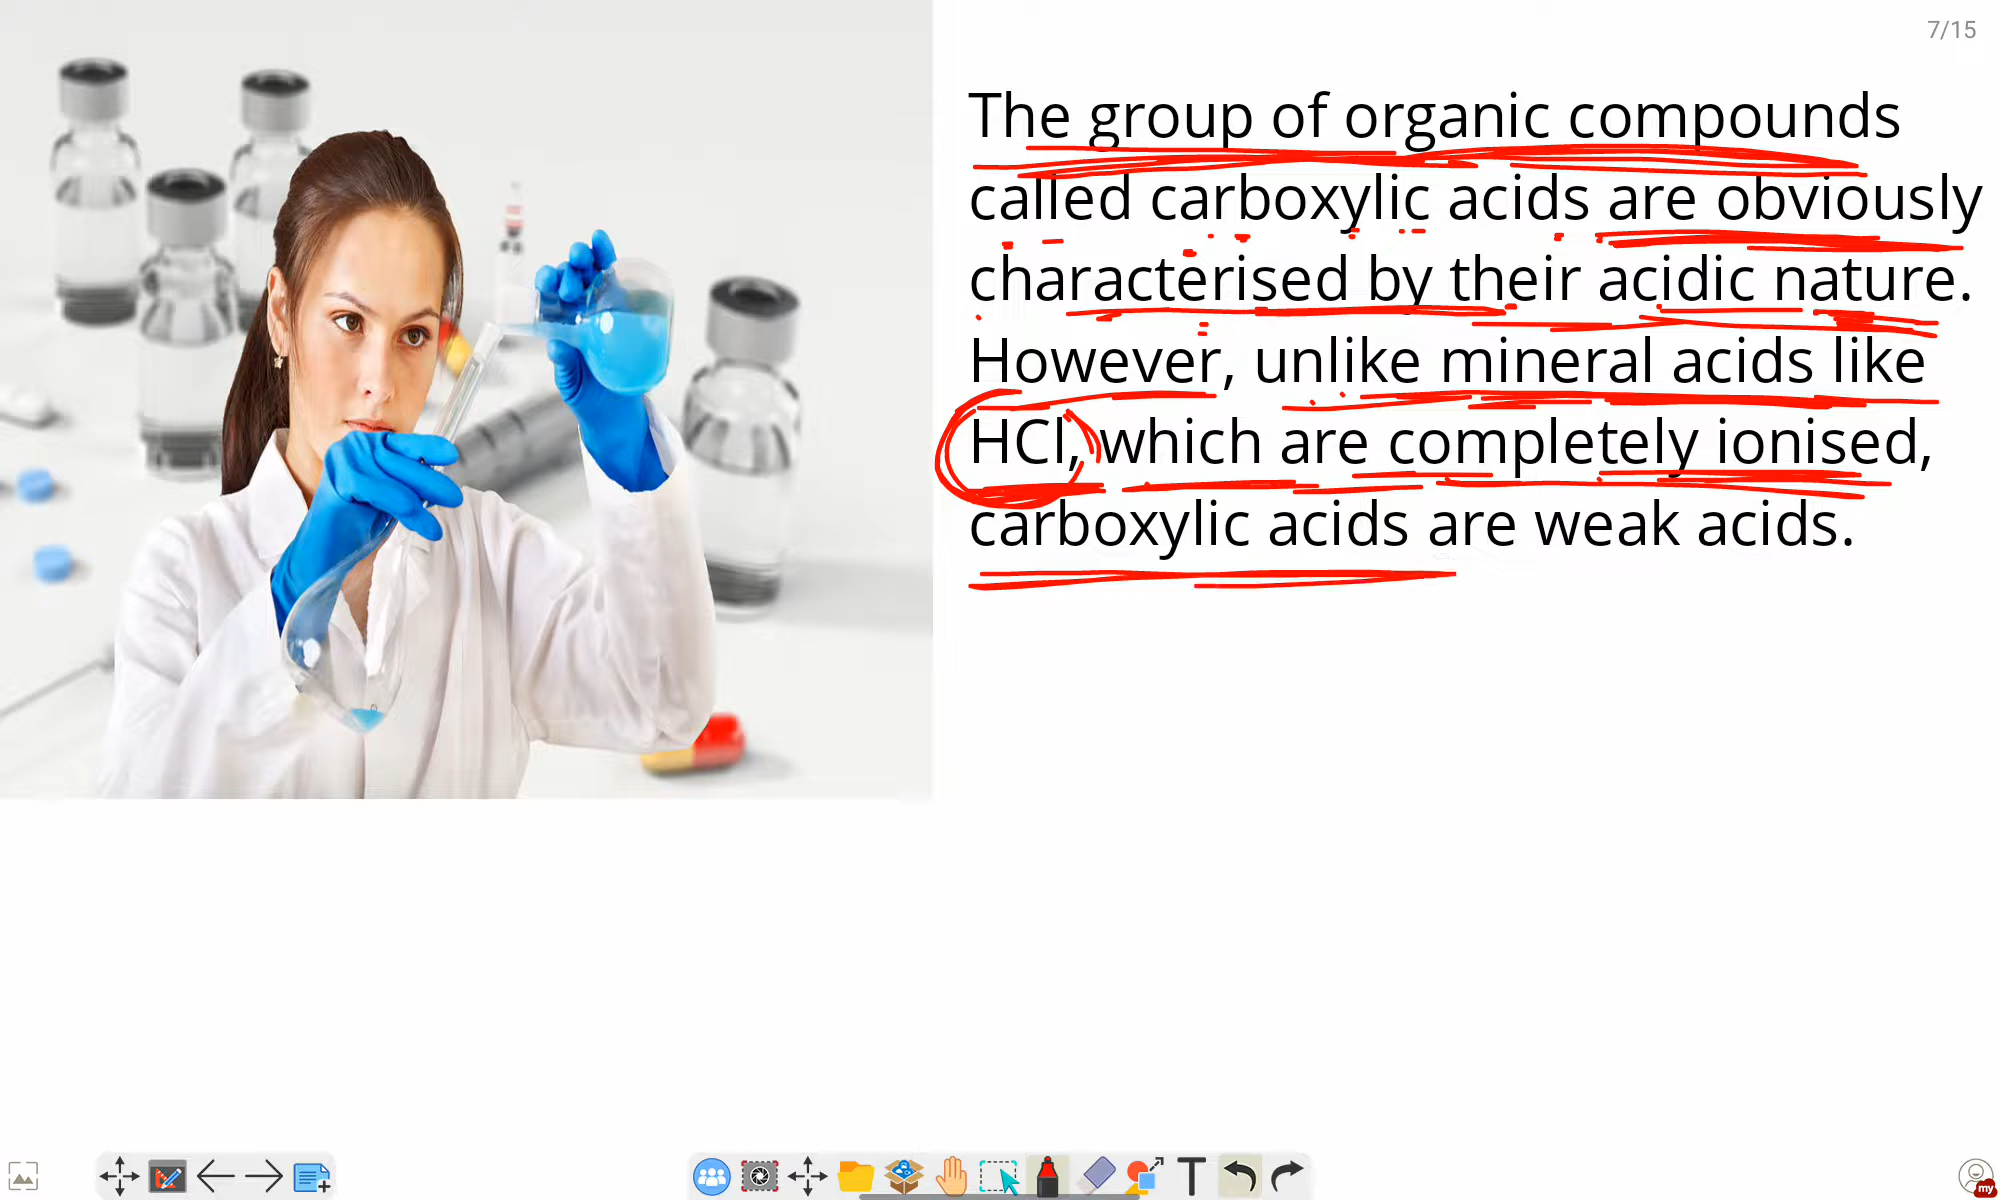 7/15
The group of organic compounds
called carboxylic acids are obviously
characterised by their acidic nature.
However, unlike mineral acids like
HCl, which are completely ionised,
carboxylic acids are weak acids.
T
my